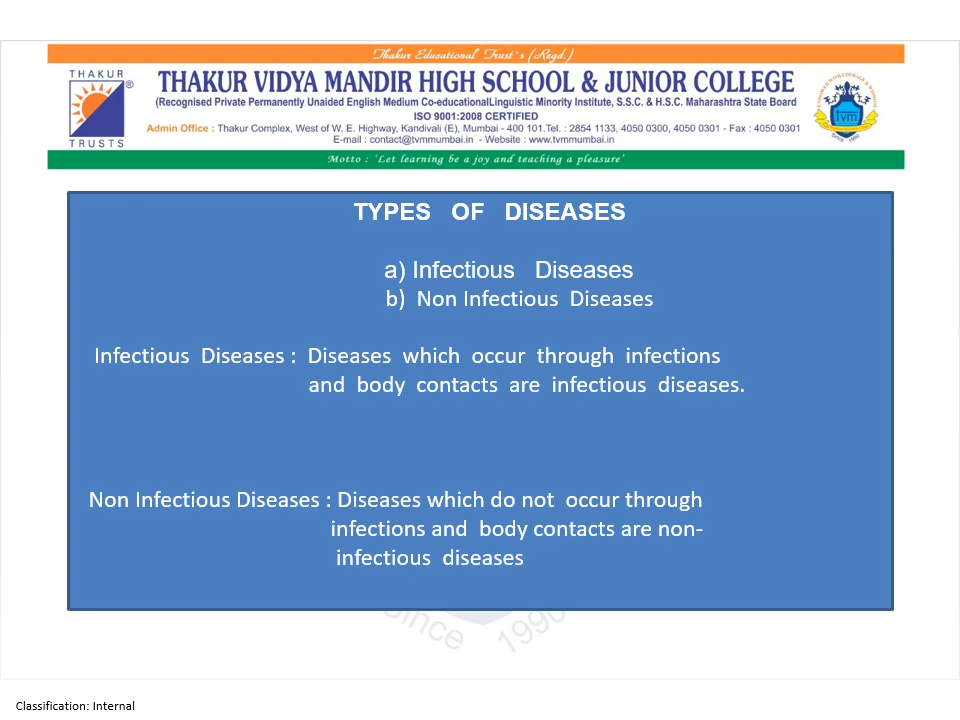 Thakur Educational Trust's (Regd.)
THAKUR
®
TRUSTS
THAKUR VIDYA MANDIR HIGH SCHOOL & JUNIOR COLLEGE
(Recognised Private Permanently Unaided English Medium Co-educationalLinguistic Minority Institute, S.S.C. & H.S.C. Maharashtra State Board
ISO 9001:2008 CERTIFIED
Admin Office : Thakur Complex, West of W. E. Highway, Kandivali (E), Mumbai - 400 101.Tel. : 2854 1133, 4050 0300, 4050 0301 - Fax : 4050 0301
E-mail : contact@tvmmumbai.in - Website : www.tvmmumbai.in
tvm
Since 1990
Motto : 'Let learning be a joy and teaching a pleasure'
TYPES OF DISEASES
a) Infectious Diseases
b) Non Infectious Diseases
Infectious Diseases : Diseases which occur through infections
and body contacts are infectious diseases.
Non Infectious Diseases : Diseases which do not occur through
infections and body contacts are non-
infectious diseases
Since 1990
Classification: Internal